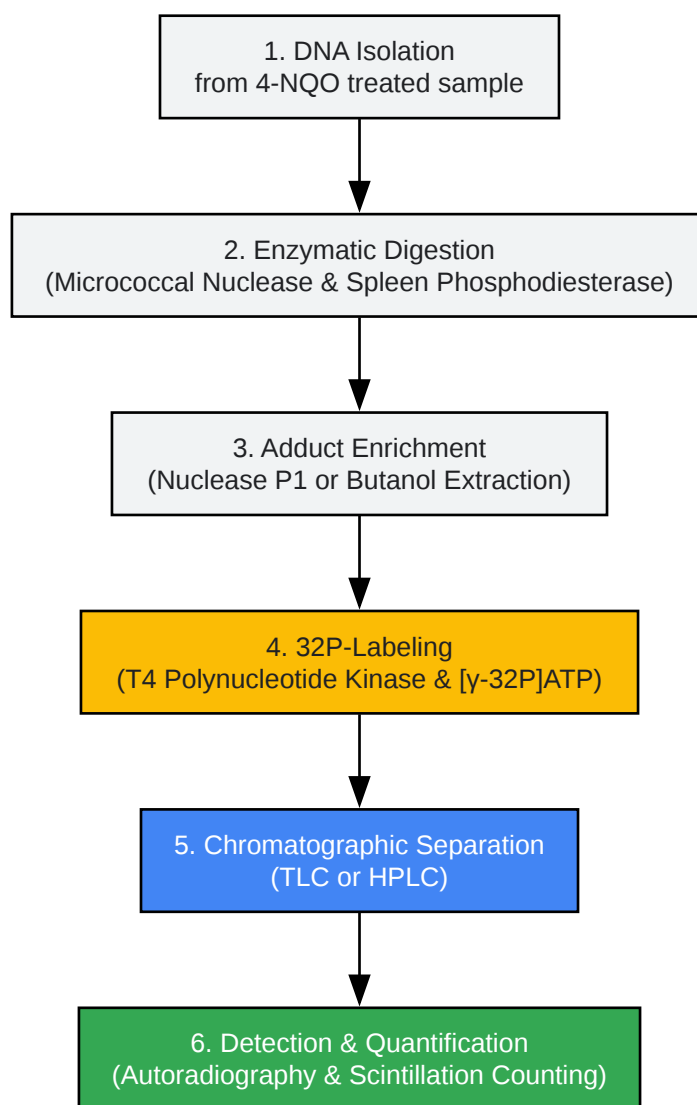 1. DNA Isolation
from 4-NQO treated sample
2. Enzymatic Digestion
(Micrococcal Nuclease & Spleen Phosphodiesterase)
3. Adduct Enrichment
(Nuclease P1 or Butanol Extraction)
4. 32P-Labeling
(T4 Polynucleotide Kinase & [γ-32P]ATP)
5. Chromatographic Separation
(TLC or HPLC)
6. Detection & Quantification
(Autoradiography & Scintillation Counting)